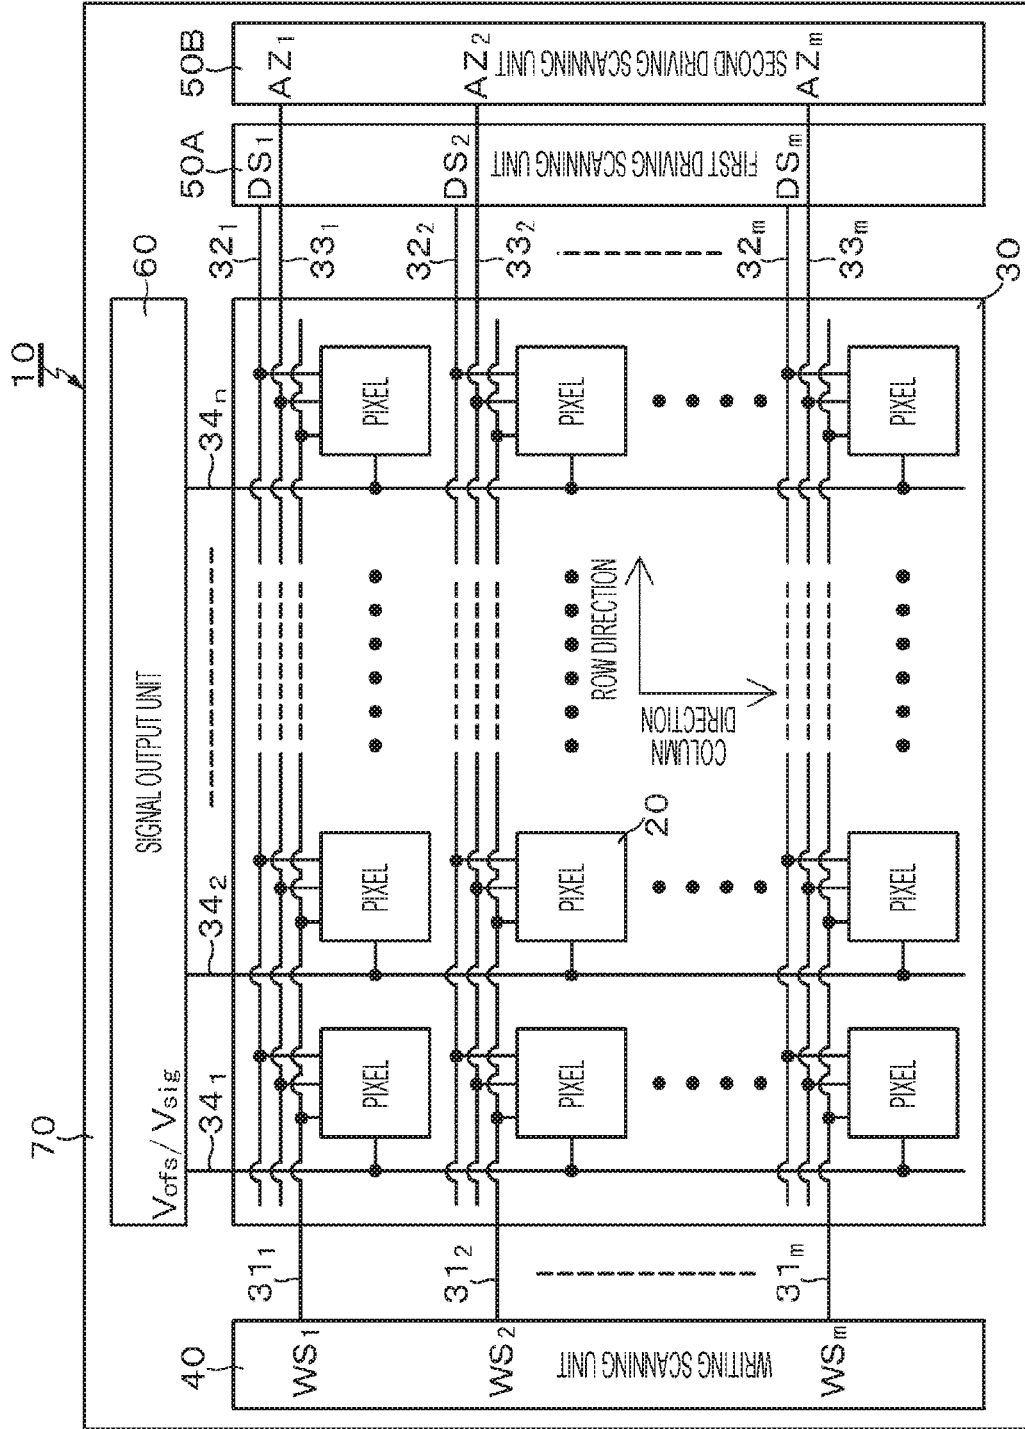 10
70
60
SIGNAL OUTPUT UNIT
Vofs/Vsig
34₁
34₂
34ₙ
40
50A
50B
WRITING SCANNING UNIT
FIRST DRIVING SCANNING UNIT
SECOND DRIVING SCANNING UNIT
WS₁
31₁
PIXEL
PIXEL
PIXEL
32₁
33₁
DS₁
AZ₁
WS₂
31₂
PIXEL
PIXEL
PIXEL
20
32₂
33₂
DS₂
AZ₂
ROW DIRECTION
COLUMN
DIRECTION
WSₘ
31ₘ
PIXEL
PIXEL
PIXEL
32ₘ
33ₘ
DSₘ
AZₘ
30